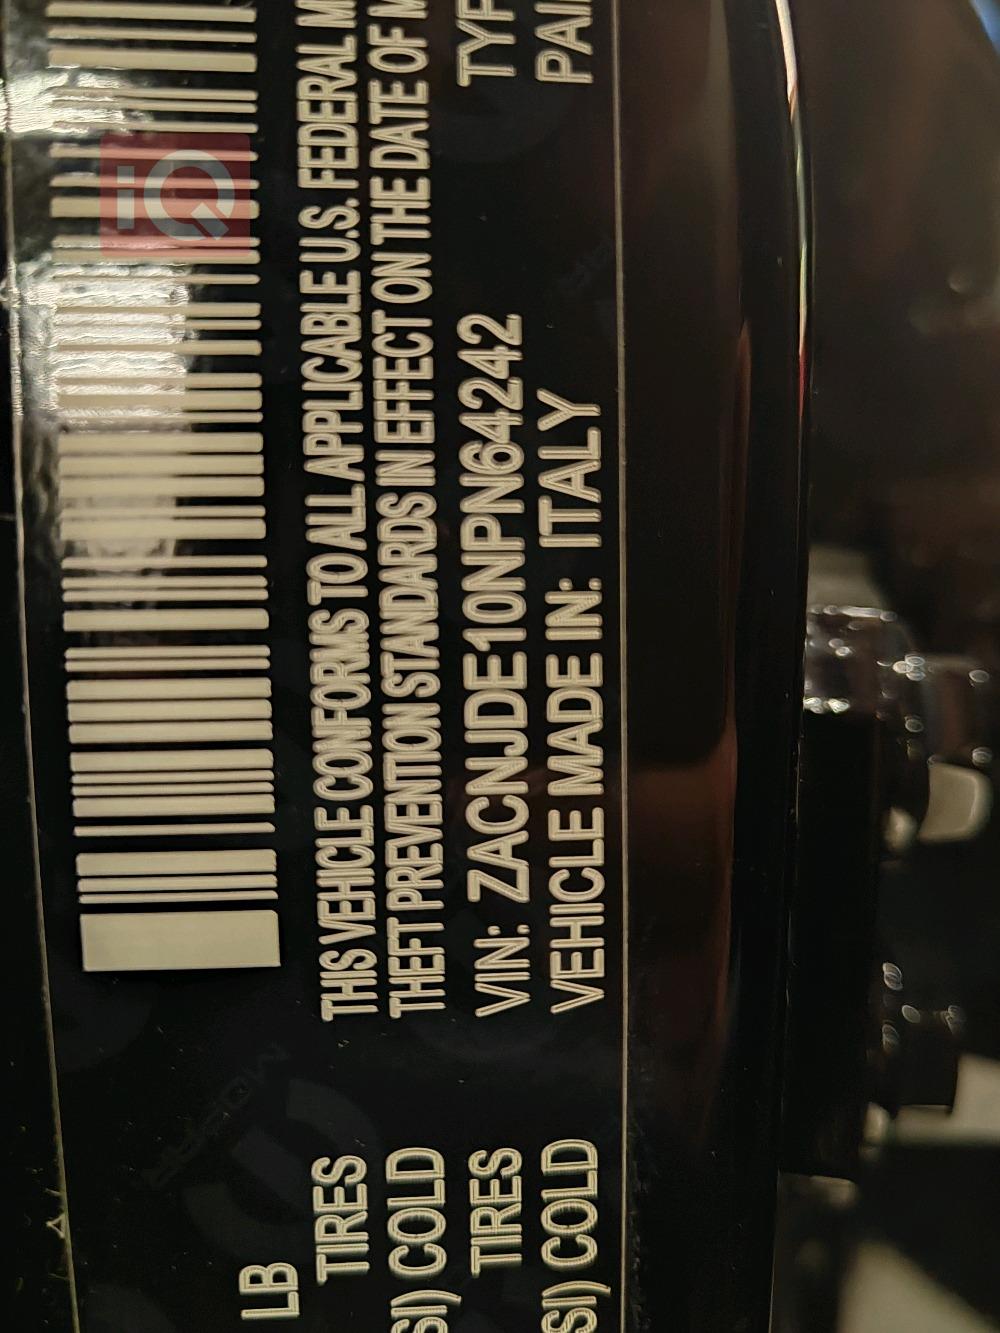 iQ
THIS VEHICLE CONFORMS TO ALL APPLICABLE U.S. FEDERAL
THEFT PREVENTION STANDARDS IN EFFECT ON THE DATE OF
VIN: ZACNJDE10NPN64242
VEHICLE MADE IN: ITALY
LB
TIRES
COLD
TIRES
COLD